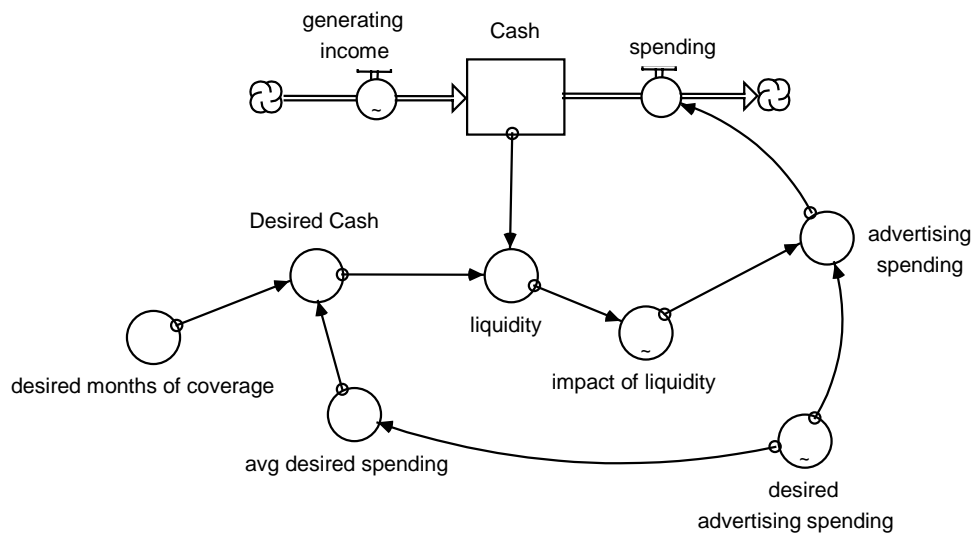 generating
income
Cash
spending
~
Desired Cash
advertising
spending
liquidity
~
desired months of coverage
impact of liquidity
avg desired spending
~
desired
advertising spending